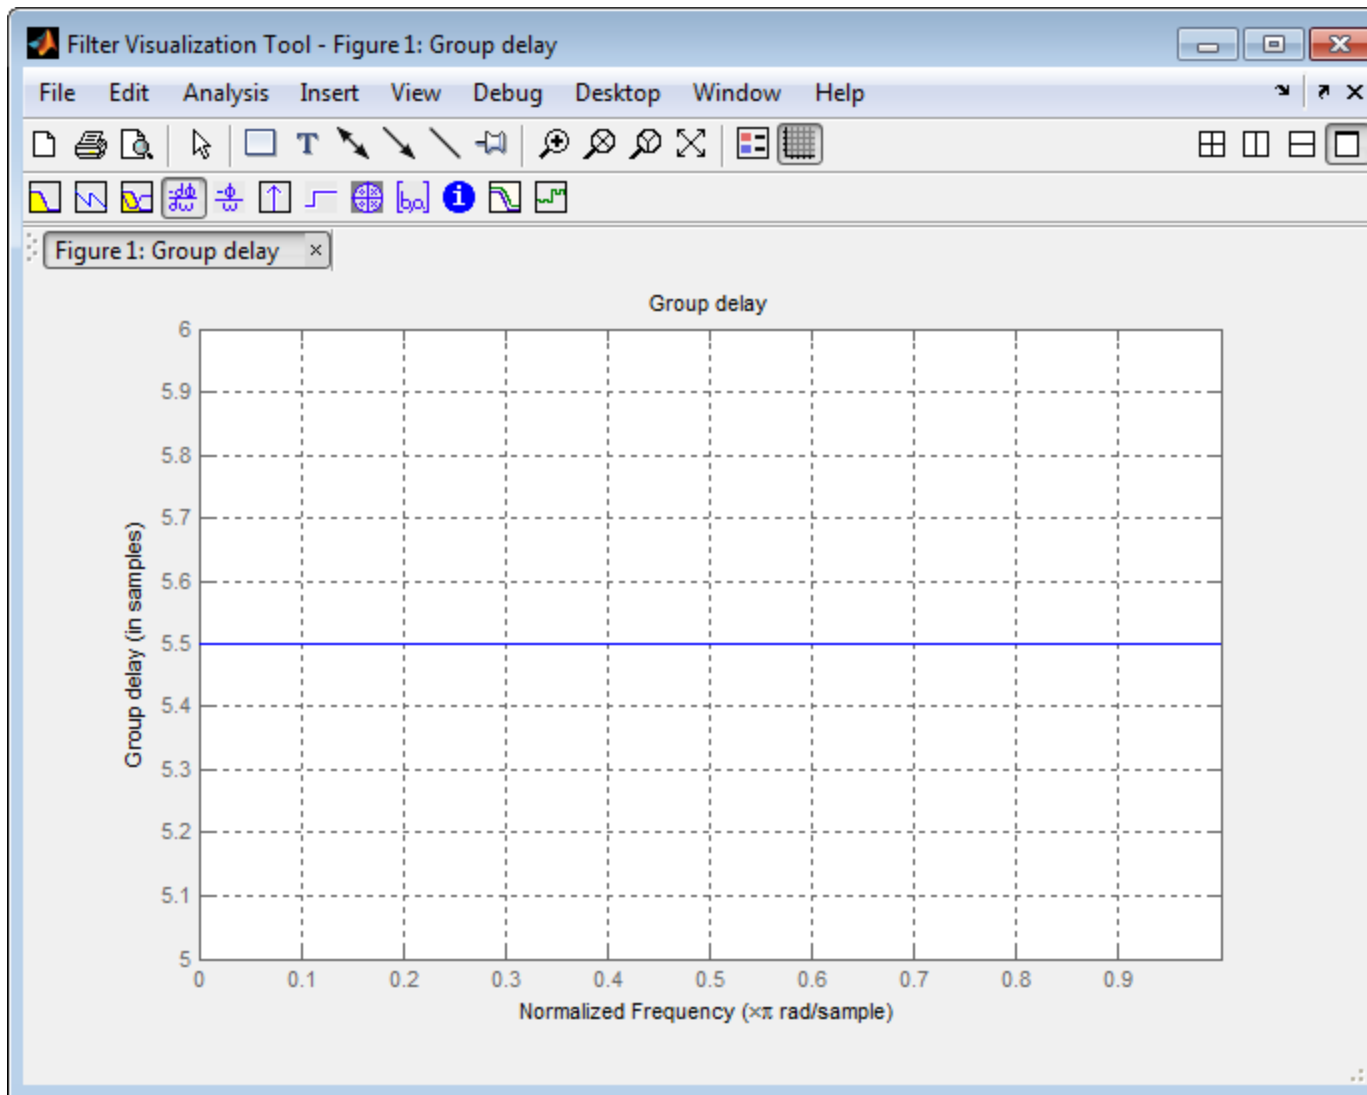 Filter Visualization Tool - Figure 1: Group delay
File Edit Analysis Insert View Debug Desktop Window Help
T
-dϕ
dω
-ϕ
ω
[b,a]
i
Figure 1: Group delay ×
Group delay
6
5.9
5.8
5.7
5.6
5.5
5.4
5.3
5.2
5.1
5
Group delay (in samples)
0 0.1 0.2 0.3 0.4 0.5 0.6 0.7 0.8 0.9
Normalized Frequency (×π rad/sample)